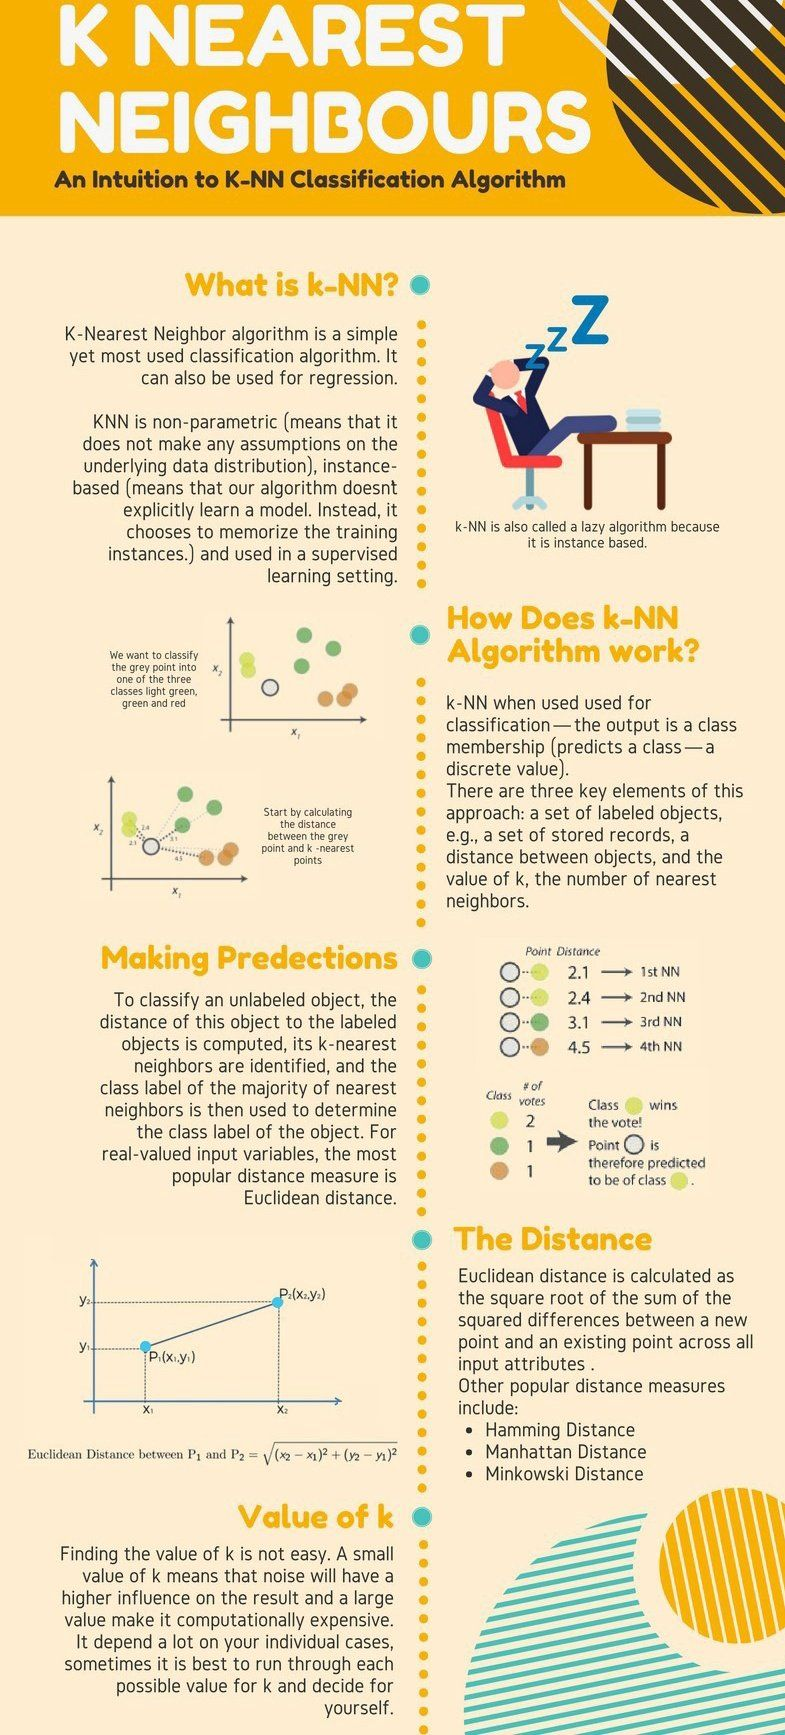 K NEAREST
NEIGHBOURS
An Intuition to K-NN Classification Algorithm
What is k-NN?
K-Nearest Neighbor algorithm is a simple
yet most used classification algorithm. It
can also be used for regression.
KNN is non-parametric (means that it
does not make any assumptions on the
underlying data distribution), instance-
based (means that our algorithm doesnt
explicitly learn a model. Instead, it
chooses to memorize the training
instances.) and used in a supervised
learning setting.
z z Z
k-NN is also called a lazy algorithm because
it is instance based.
We want to classify
the grey point into
one of the three
classes light green,
green and red
x₂
x₁
How Does k-NN
Algorithm work?
k-NN when used used for
classification — the output is a class
membership (predicts a class — a
discrete value).
There are three key elements of this
approach: a set of labeled objects,
e.g., a set of stored records, a
distance between objects, and the
value of k, the number of nearest
neighbors.
x₂
2.4
2.1
3.1
4.5
x₁
Start by calculating
the distance
between the grey
point and k -nearest
points
Making Predections
To classify an unlabeled object, the
distance of this object to the labeled
objects is computed, its k-nearest
neighbors are identified, and the
class label of the majority of nearest
neighbors is then used to determine
the class label of the object. For
real-valued input variables, the most
popular distance measure is
Euclidean distance.
Point Distance
2.1 → 1st NN
2.4 → 2nd NN
3.1 → 3rd NN
4.5 → 4th NN
Class # of votes
2
1
1
Class wins
the vote!
Point is
therefore predicted
to be of class .
The Distance
Euclidean distance is calculated as
the square root of the sum of the
squared differences between a new
point and an existing point across all
input attributes .
Other popular distance measures
include:
• Hamming Distance
• Manhattan Distance
• Minkowski Distance
y₂
P₂(x₂,y₂)
y₁
P₁(x₁,y₁)
x₁
x₂
Euclidean Distance between P₁ and P₂ = √(x₂ − x₁)² + (y₂ − y₁)²
Value of k
Finding the value of k is not easy. A small
value of k means that noise will have a
higher influence on the result and a large
value make it computationally expensive.
It depend a lot on your individual cases,
sometimes it is best to run through each
possible value for k and decide for
yourself.